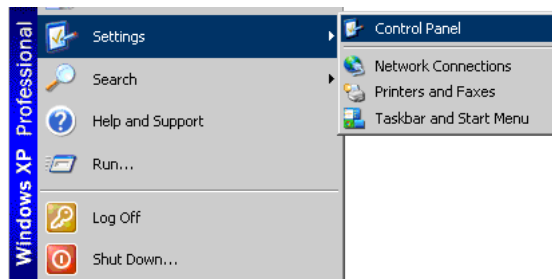 Windows XP Professional
Settings
Search
Help and Support
Run...
Log Off
Shut Down...
Control Panel
Network Connections
Printers and Faxes
Taskbar and Start Menu